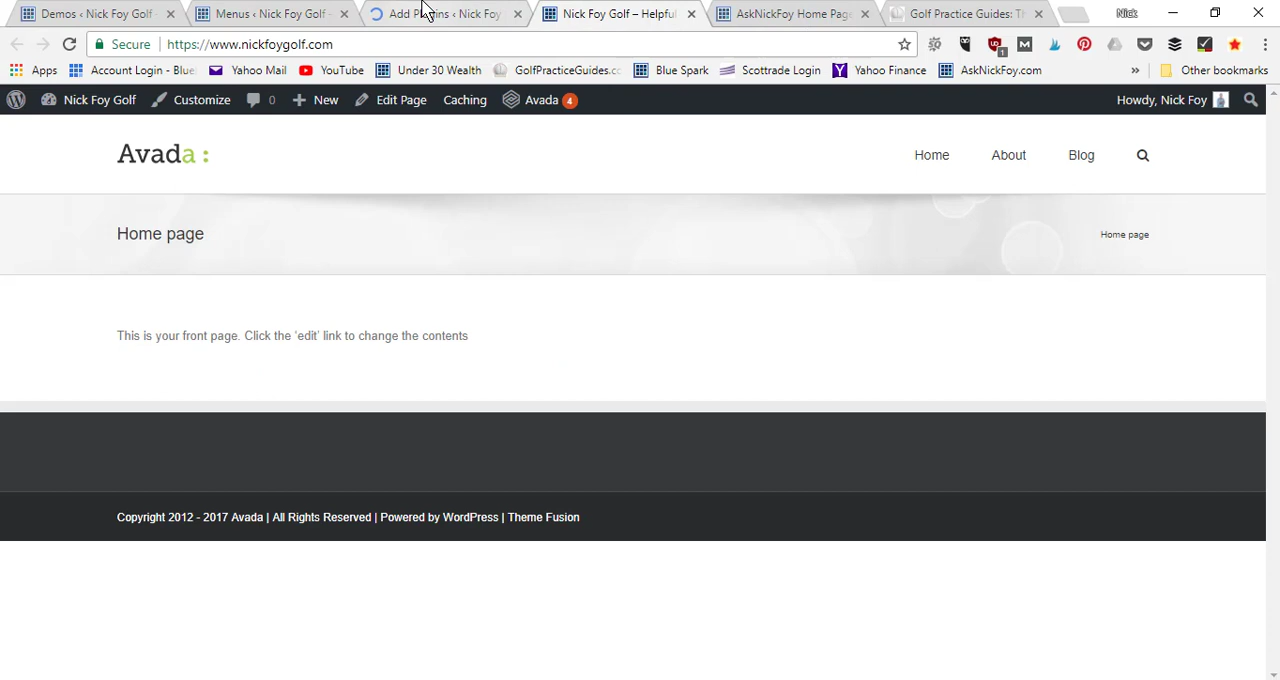 Demos ‹ Nick Foy Golf - Menus ‹ Nick Foy Golf - Add Plugins ‹ Nick Foy Nick Foy Golf – Helpful AskNickFoy Home Page Golf Practice Guides: Th Nick
Secure https://www.nickfoygolf.com
Apps Account Login - Blue Yahoo Mail YouTube Under 30 Wealth GolfPracticeGuides.co Blue Spark Scottrade Login Yahoo Finance AskNickFoy.com » Other bookmarks
Nick Foy Golf Customize 0 New Edit Page Caching Avada 4 Howdy, Nick Foy
Avada : Home About Blog
Home page Home page
This is your front page. Click the 'edit' link to change the contents
Copyright 2012 - 2017 Avada | All Rights Reserved | Powered by WordPress | Theme Fusion